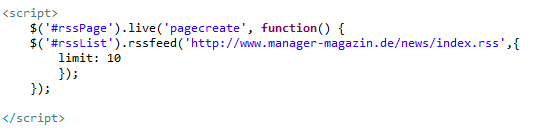 <script>
$('#rssPage').live('pagecreate', function() {
$('#rssList').rssfeed('http://www.manager-magazin.de/news/index.rss',{
limit: 10
});
});
</script>